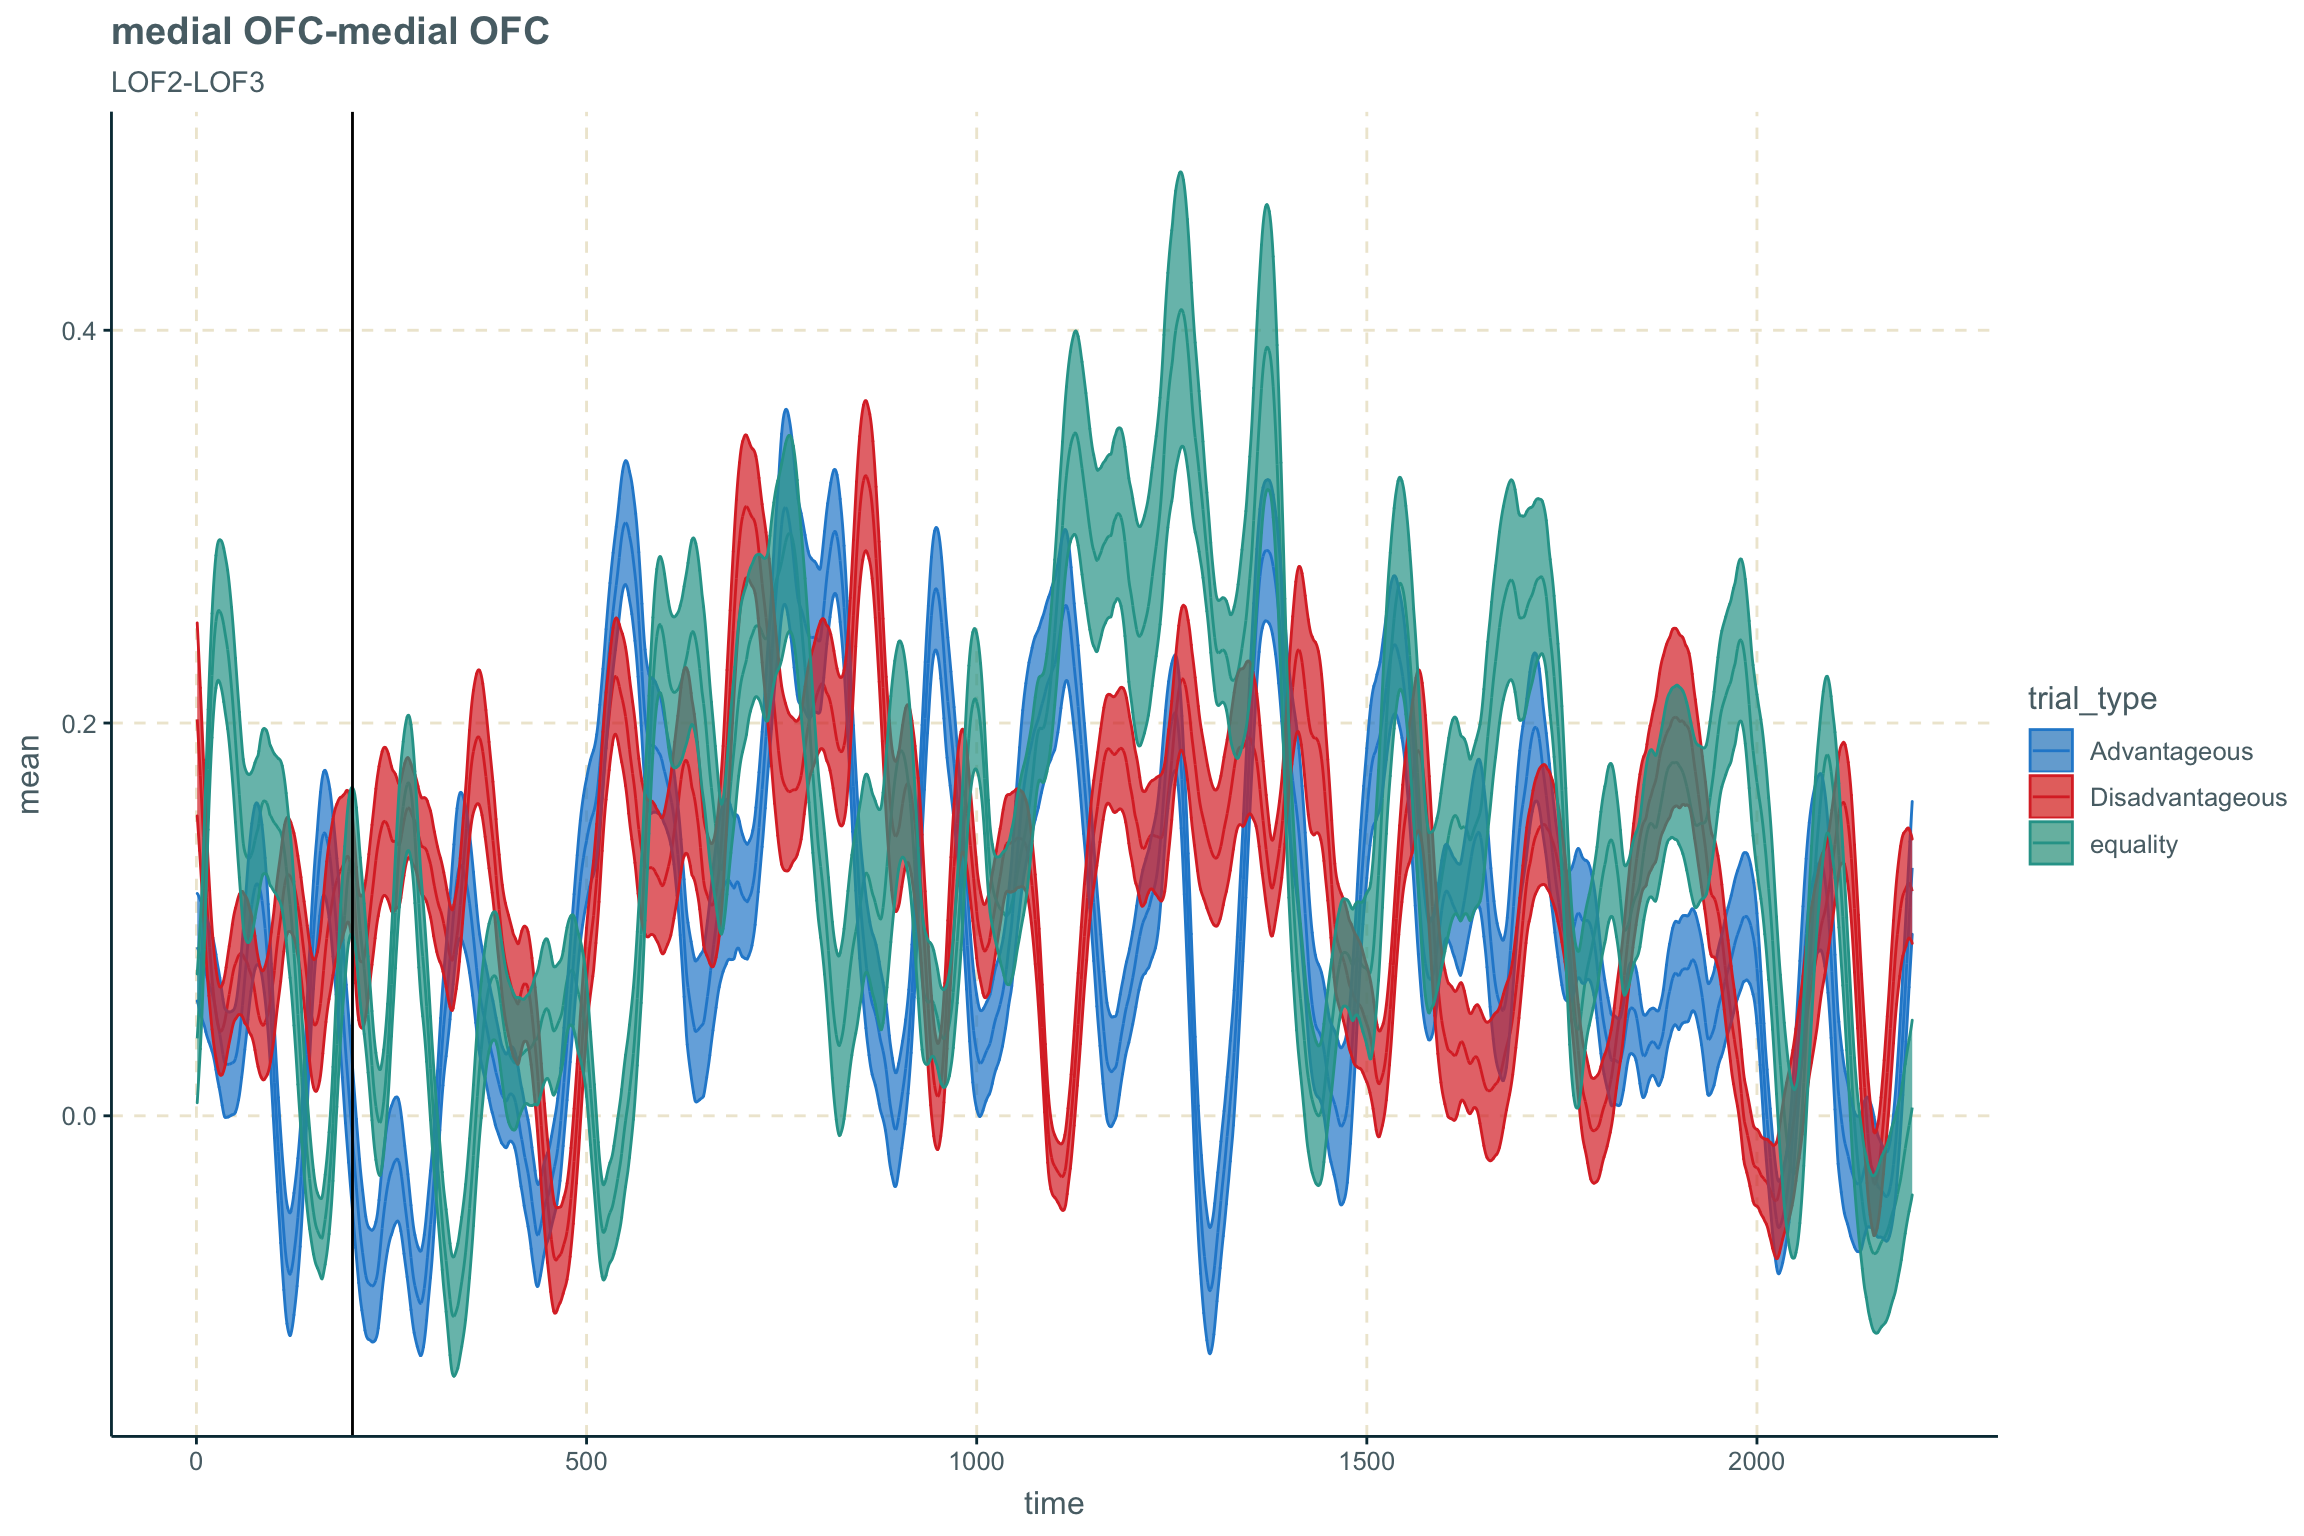 medial OFC-medial OFC
LOF2-LOF3
mean
0.4
0.2
0.0
0
500
1000
1500
2000
time
trial_type
Advantageous
Disadvantageous
equality